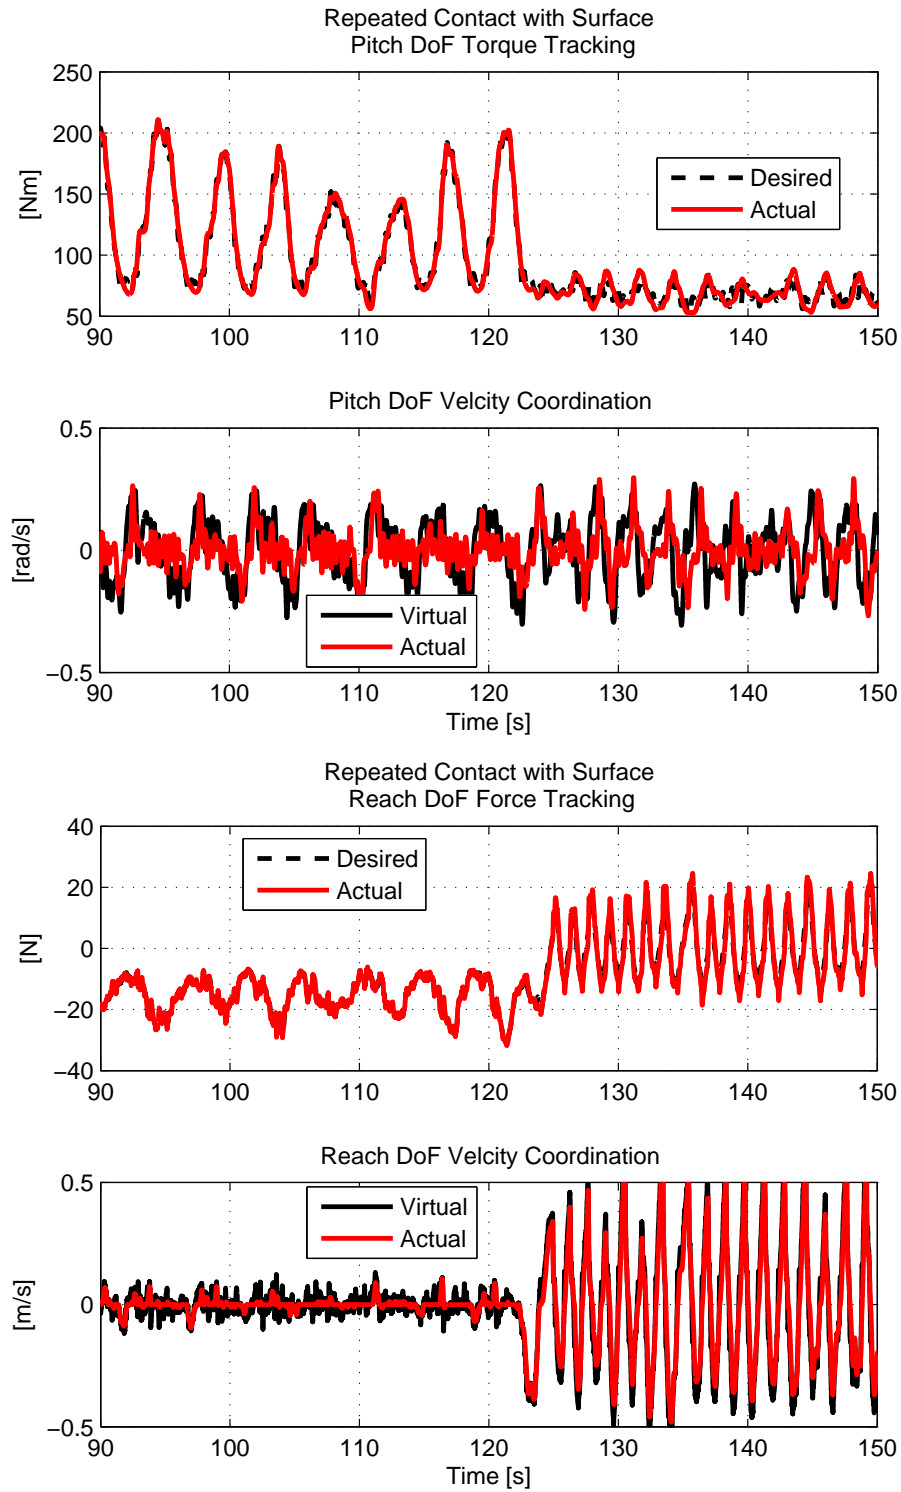 Repeated Contact with Surface
Pitch DoF Torque Tracking
250
200
150
100
50
[Nm]
Desired
Actual
90 100 110 120 130 140 150
Pitch DoF Velcity Coordination
0.5
0
−0.5
[rad/s]
Virtual
Actual
90 100 110 120 130 140 150
Time [s]
Repeated Contact with Surface
Reach DoF Force Tracking
40
20
0
−20
−40
[N]
Desired
Actual
90 100 110 120 130 140 150
Reach DoF Velcity Coordination
0.5
0
−0.5
[m/s]
Virtual
Actual
90 100 110 120 130 140 150
Time [s]